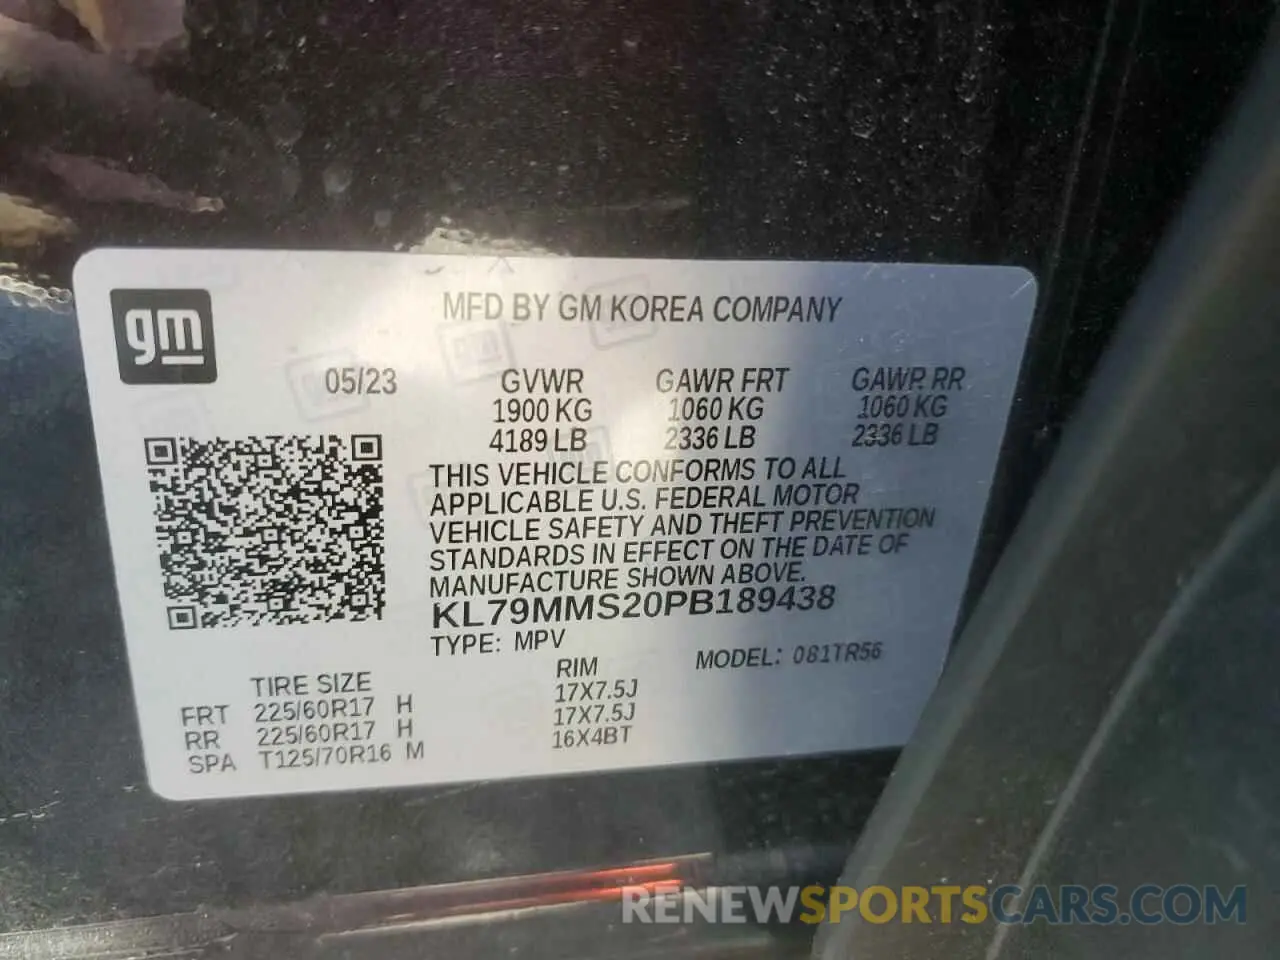 gm
MFD BY GM KOREA COMPANY
05/23 GVWR GAWR FRT GAWR RR
1900 KG 1060 KG 1060 KG
4189 LB 2336 LB 2336 LB
THIS VEHICLE CONFORMS TO ALL
APPLICABLE U.S. FEDERAL MOTOR
VEHICLE SAFETY AND THEFT PREVENTION
STANDARDS IN EFFECT ON THE DATE OF
MANUFACTURE SHOWN ABOVE.
KL79MMS20PB189438
TYPE: MPV MODEL: 081TR56
TIRE SIZE RIM
FRT 225/60R17 H 17X7.5J
RR 225/60R17 H 17X7.5J
SPA T125/70R16 M 16X4BT
RENEWSPORTSCARS.COM